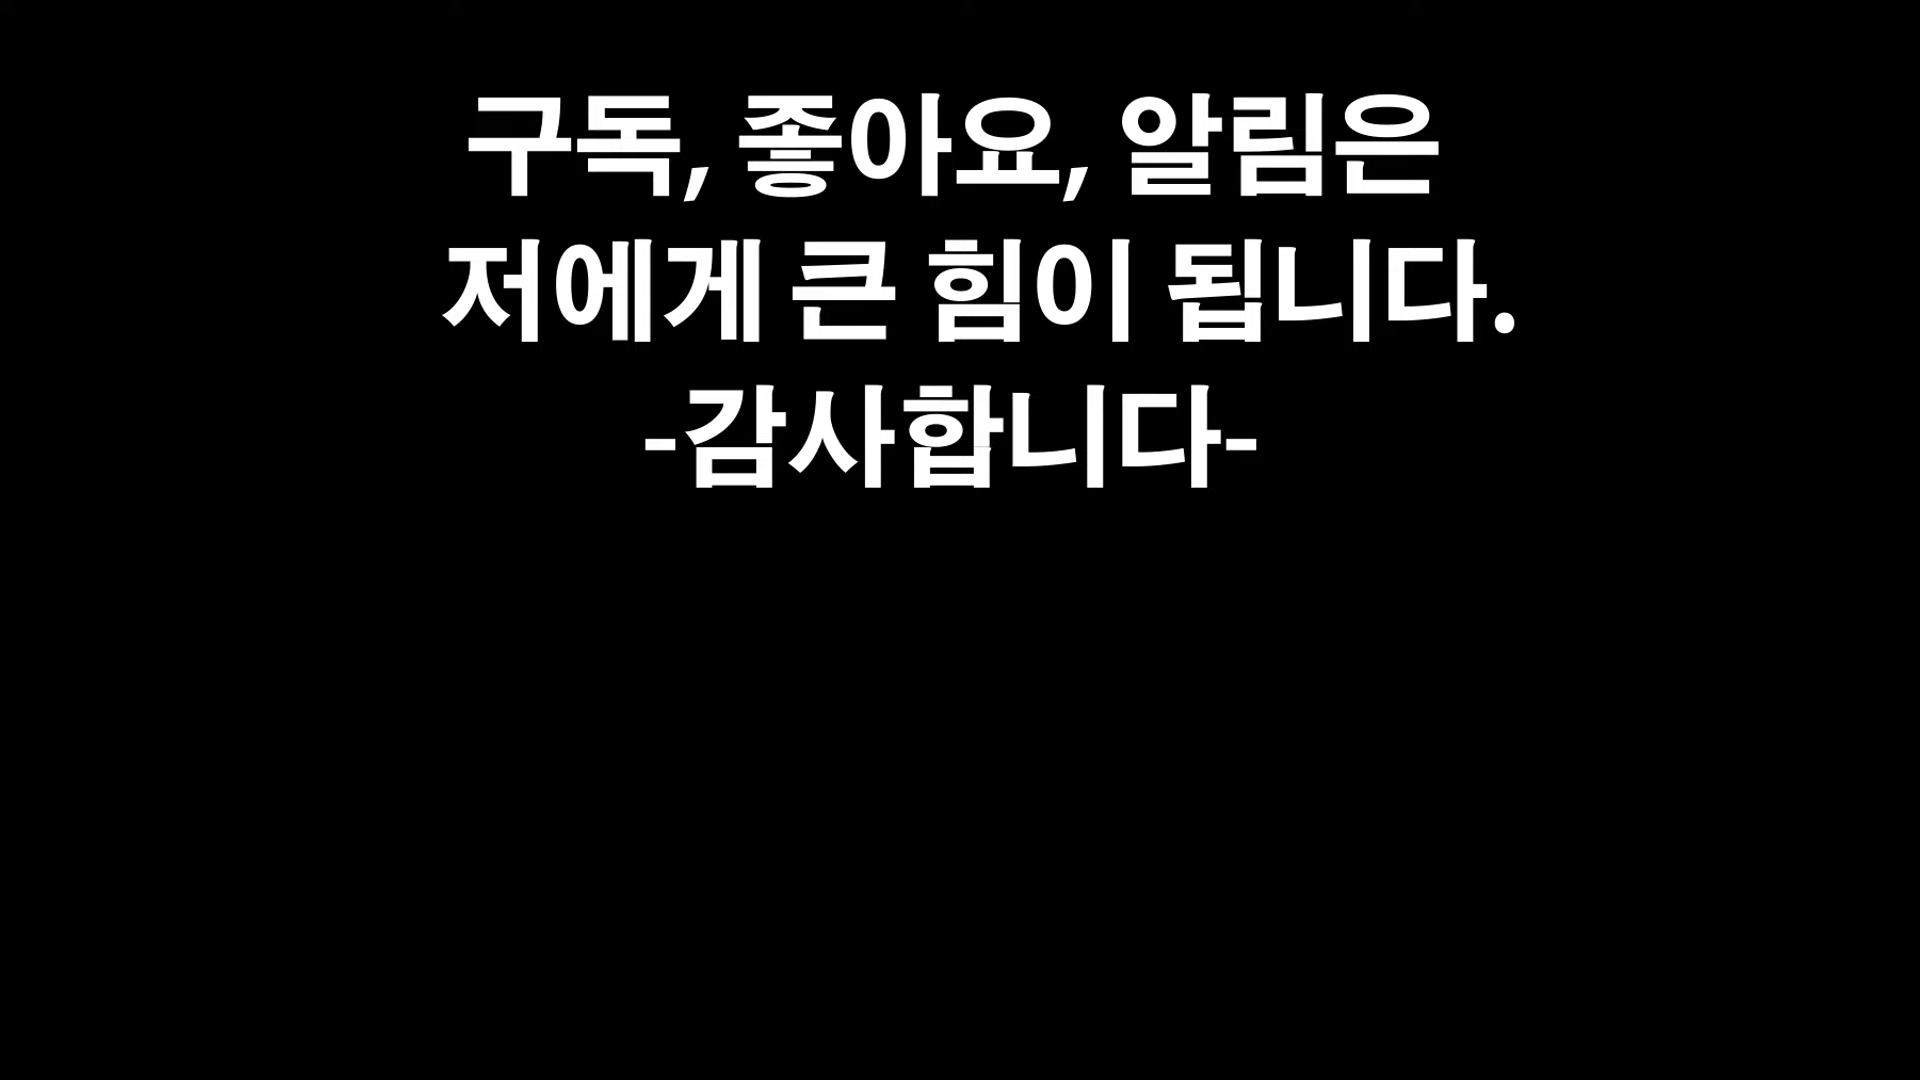 구독, 좋아요, 알림은
저에게 큰 힘이 됩니다.
-감사합니다-